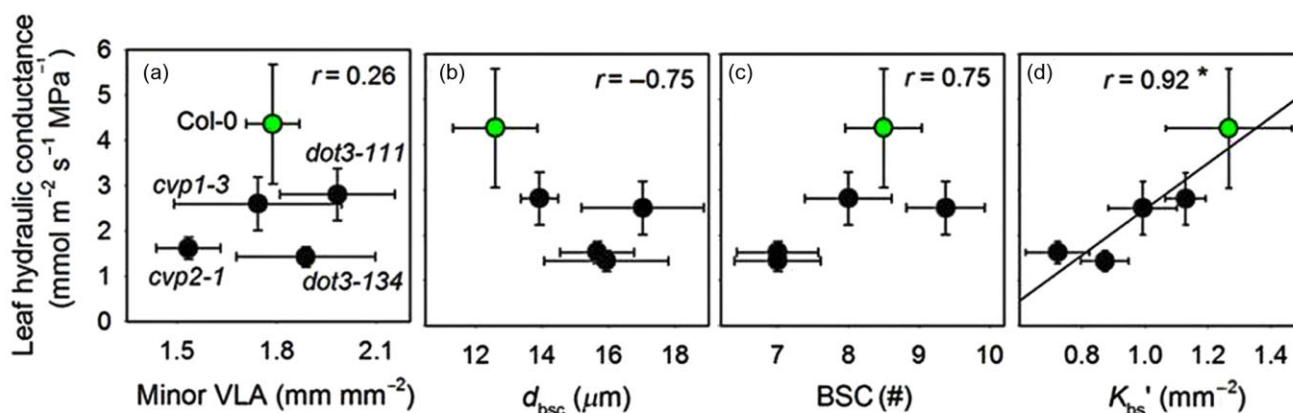 Leaf hydraulic conductance
(mmol m⁻² s⁻¹ MPa⁻¹)
6
5
4
3
2
1
0
(a)
r = 0.26
Col-0
dot3-111
cvp1-3
cvp2-1
dot3-134
1.5 1.8 2.1
Minor VLA (mm mm⁻²)
(b)
r = –0.75
12 14 16 18
d_bsc (μm)
(c)
r = 0.75
7 8 9 10
BSC (#)
(d)
r = 0.92 *
0.8 1.0 1.2 1.4
K_bs' (mm⁻²)